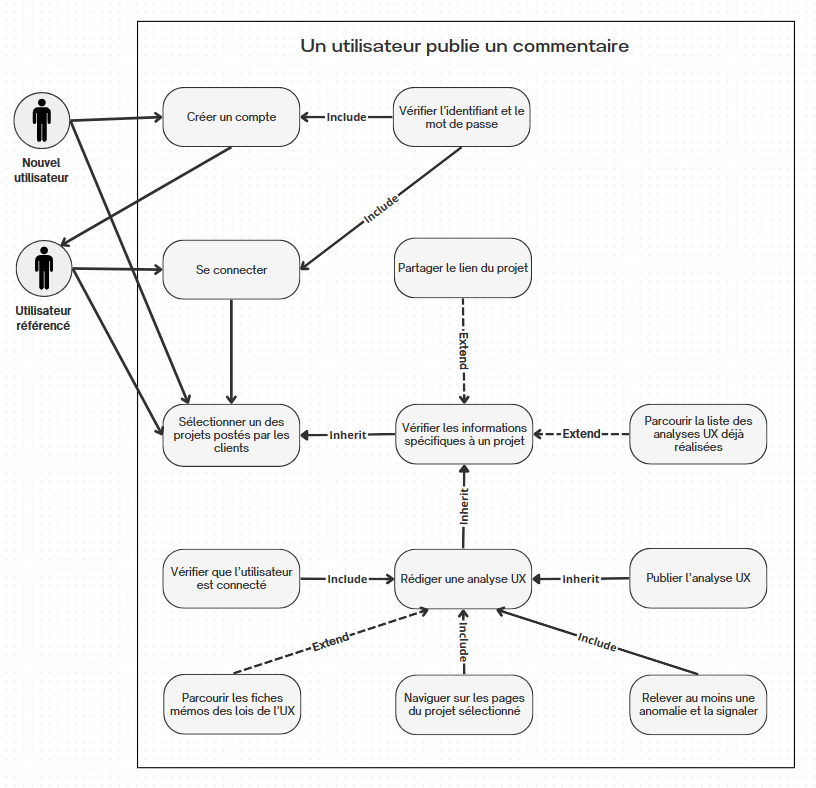 Un utilisateur publie un commentaire
Créer un compte
Include
Vérifier l'identifiant et le
mot de passe
Nouvel
utilisateur
Include
Se connecter
Partager le lien du projet
Utilisateur
référencé
Extend
Sélectionner un des
projets postés par les
clients
Inherit
Vérifier les informations
spécifiques à un projet
Extend
Parcourir la liste des
analyses UX déjà
réalisées
Inherit
Vérifier que l'utilisateur
est connecté
Include
Rédiger une analyse UX
Inherit
Publier l'analyse UX
Extend
Include
Include
Parcourir les fiches
mémos des lois de l'UX
Naviguer sur les pages
du projet sélectionné
Relever au moins une
anomalie et la signaler